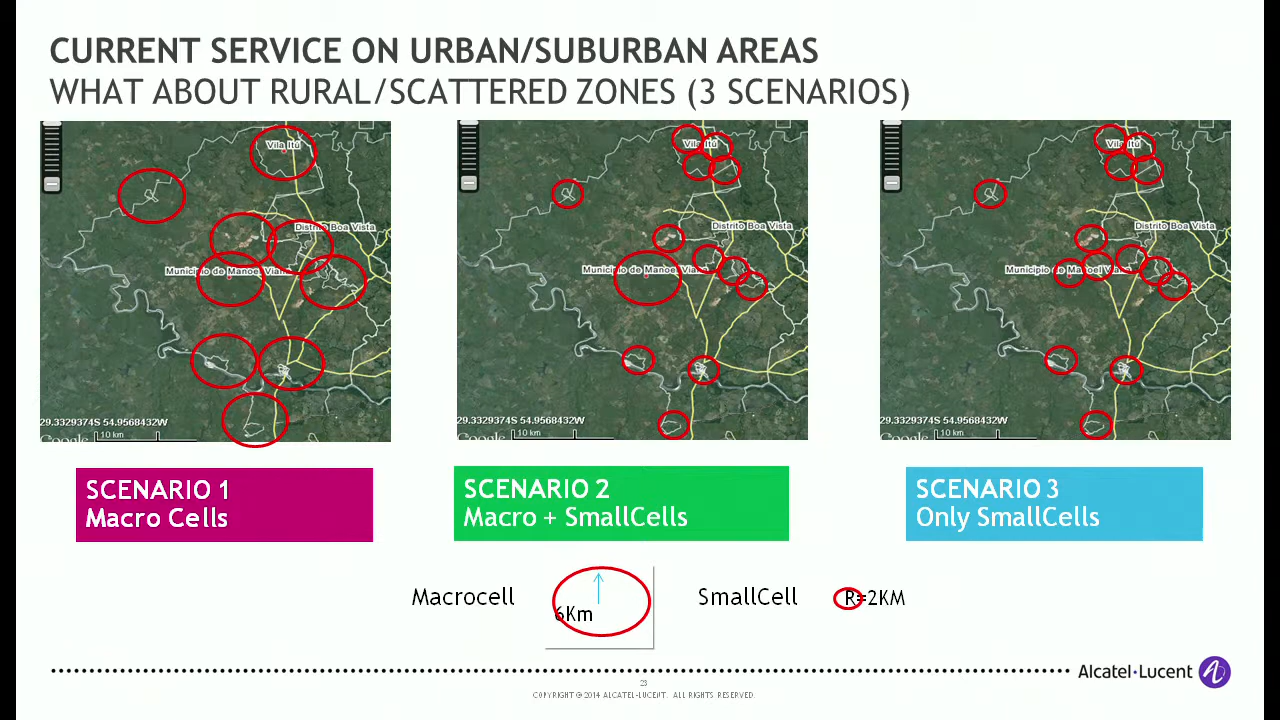 CURRENT SERVICE ON URBAN/SUBURBAN AREAS
WHAT ABOUT RURAL/SCATTERED ZONES (3 SCENARIOS)
Vila Itú
Distrito Boa Vista
Municipio de Manoel Viana
29.3329374S 54.9568432W
Google
10 km
Vila Itú
Distrito Boa Vista
Municipio de Manoel Viana
29.3329374S 54.9568432W
Google
10 km
Vila Itú
Distrito Boa Vista
Municipio de Manoel Viana
29.3329374S 54.9568432W
Google
10 km
SCENARIO 1
Macro Cells
SCENARIO 2
Macro + SmallCells
SCENARIO 3
Only SmallCells
Macrocell
6Km
SmallCell
R=2KM
Alcatel·Lucent
23
COPYRIGHT © 2014 ALCATEL-LUCENT. ALL RIGHTS RESERVED.